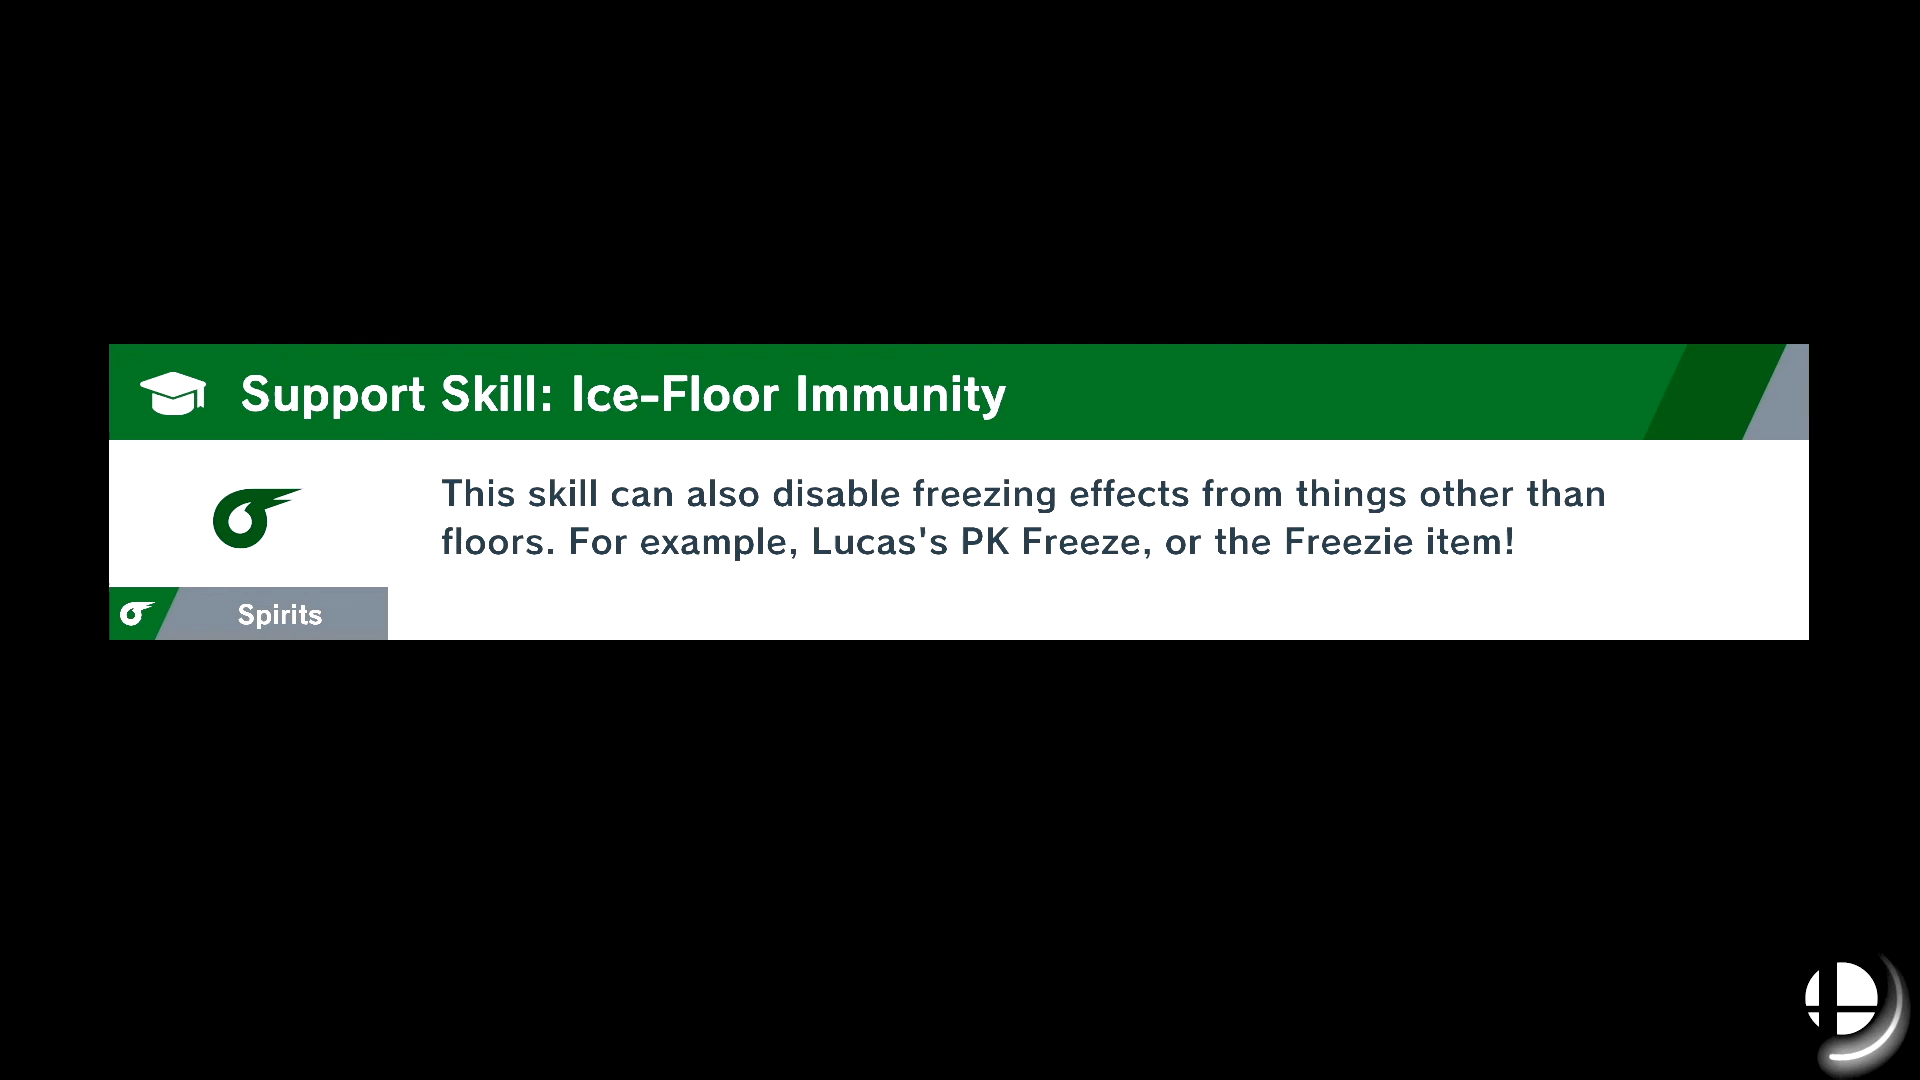 Support Skill: Ice-Floor Immunity
This skill can also disable freezing effects from things other than
floors. For example, Lucas's PK Freeze, or the Freezie item!
Spirits